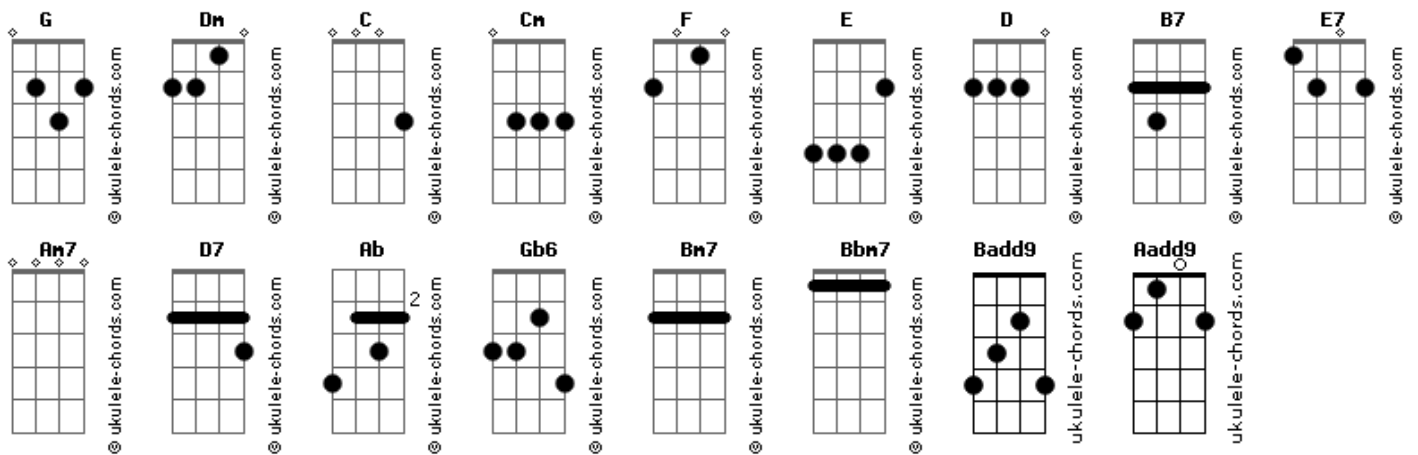 G Dm C Cm F E D B7 E7
© ukulele-chords.com © ukulele-chords.com © ukulele-chords.com © ukulele-chords.com © ukulele-chords.com © ukulele-chords.com © ukulele-chords.com © ukulele-chords.com © ukulele-chords.com
Am7 D7 Ab Gb6 Bm7 Bbm7 Badd9 Aadd9
2
© ukulele-chords.com © ukulele-chords.com © ukulele-chords.com © ukulele-chords.com © ukulele-chords.com © ukulele-chords.com ukulele-chords.com ukulele-chords.com